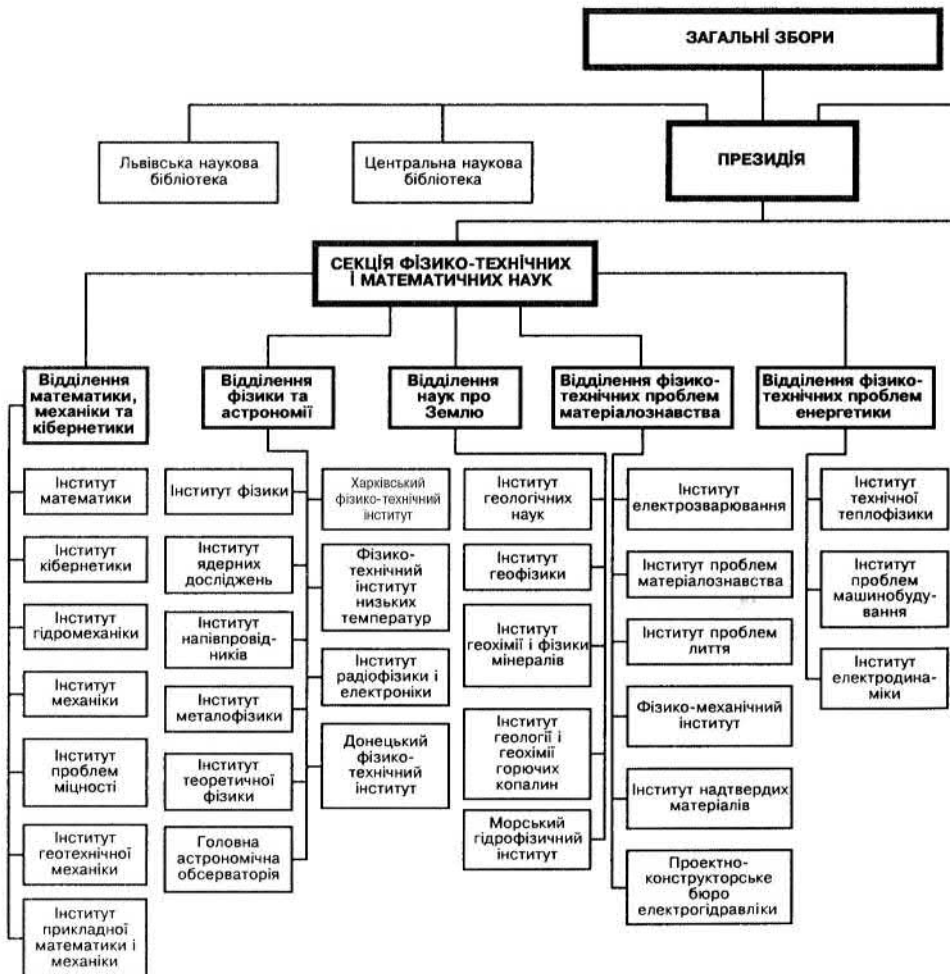 ЗАГАЛЬНІ ЗБОРИ
Львівська наукова
бібліотека
Центральна наукова
бібліотека
ПРЕЗИДІЯ
СЕКЦІЯ ФІЗИКО-ТЕХНІЧНИХ
І МАТЕМАТИЧНИХ НАУК
Відділення
математики,
механіки та
кібернетики
Відділення
фізики та
астрономії
Відділення
наук про
Землю
Відділення фізико-
технічних проблем
матеріалознавства
Відділення фізико-
технічних проблем
енергетики
Інститут
математики
Інститут
кібернетики
Інститут
гідромеханіки
Інститут
механіки
Інститут
проблем
міцності
Інститут
геотехнічної
механіки
Інститут
прикладної
математики і
механіки
Інститут фізики
Інститут
ядерних
досліджень
Інститут
напівпровід-
ників
Інститут
металофізики
Інститут
теоретичної
фізики
Головна
астрономічна
обсерваторія
Харківський
фізико-технічний
інститут
Фізико-
технічний
інститут
низьких
температур
Інститут
радіофізики і
електроніки
Донецький
фізико-
технічний
інститут
Інститут
геологічних
наук
Інститут
геофізики
Інститут
геохімії і фізики
мінералів
Інститут
геології і
геохімії
горючих
копалин
Морський
гідрофізичний
інститут
Інститут
електрозварювання
Інститут проблем
матеріалознавства
Інститут проблем
лиття
Фізико-механічний
інститут
Інститут надтвердих
матеріалів
Проектно-
конструкторське
бюро
електрогідравліки
Інститут
технічної
теплофізики
Інститут
проблем
машинобуду-
вання
Інститут
електродина-
міки